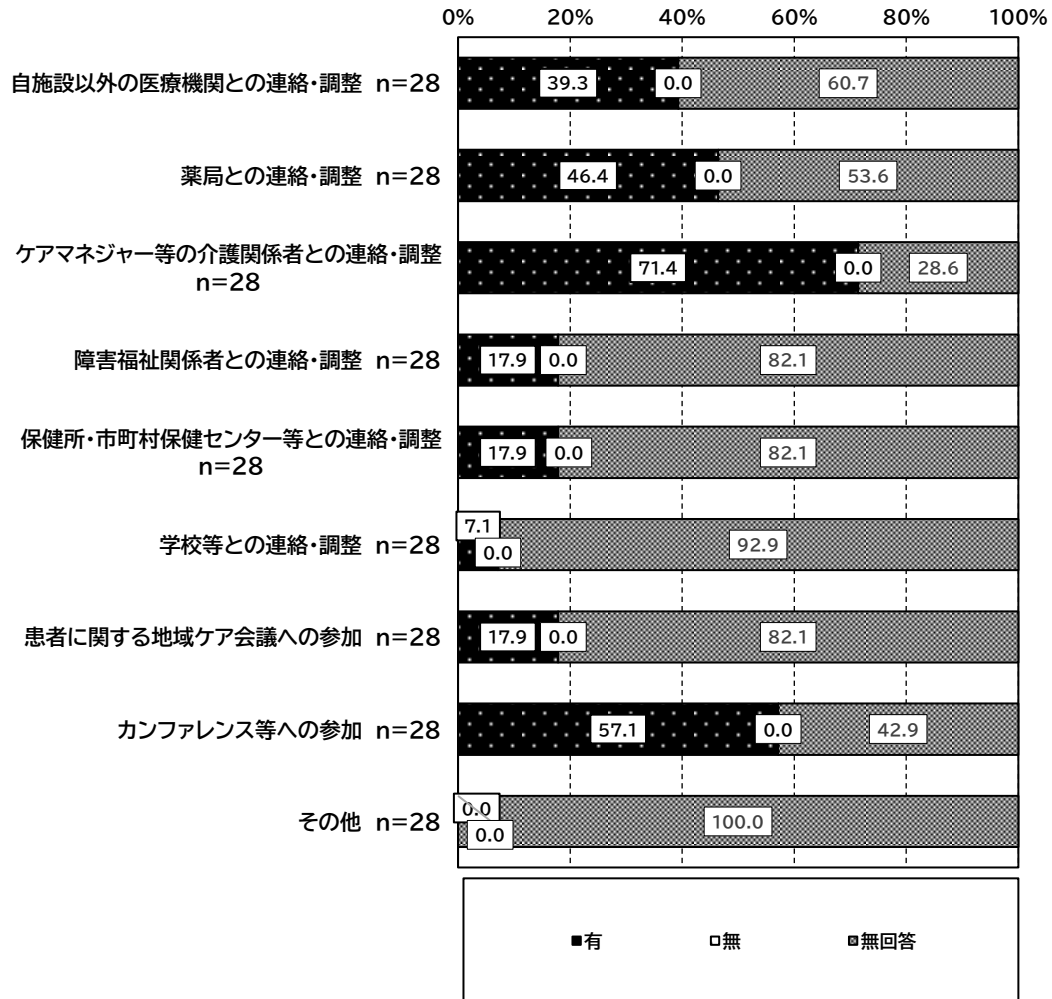 0% 20% 40% 60% 80% 100%
自施設以外の医療機関との連絡・調整 n=28
39.3 0.0 60.7
薬局との連絡・調整 n=28
46.4 0.0 53.6
ケアマネジャー等の介護関係者との連絡・調整
n=28
71.4 0.0 28.6
障害福祉関係者との連絡・調整 n=28
17.9 0.0 82.1
保健所・市町村保健センター等との連絡・調整
n=28
17.9 0.0 82.1
学校等との連絡・調整 n=28
7.1
0.0 92.9
患者に関する地域ケア会議への参加 n=28
17.9 0.0 82.1
カンファレンス等への参加 n=28
57.1 0.0 42.9
その他 n=28
0.0
0.0 100.0
有 無 無回答